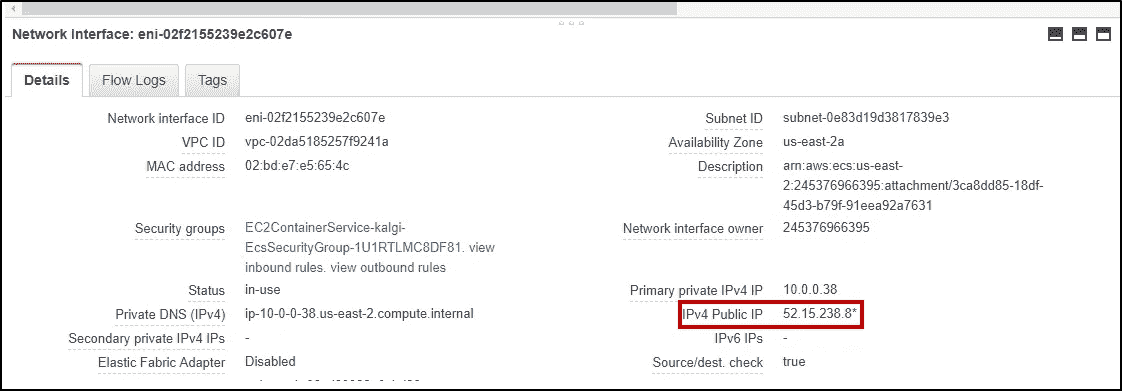 Network Interface: eni-02f2155239e2c607e
Details Flow Logs Tags
Network interface ID eni-02f2155239e2c607e Subnet ID subnet-0e83d19d3817839e3
VPC ID vpc-02da5185257f9241a Availability Zone us-east-2a
MAC address 02:bd:e7:e5:65:4c Description arn:aws:ecs:us-east-
2:245376966395:attachment/3ca8dd85-18df-
45d3-b79f-91eea92a7631
Security groups EC2ContainerService-kalgi- Network interface owner 245376966395
EcsSecurityGroup-1U1RTLMC8DF81. view
inbound rules. view outbound rules
Status in-use Primary private IPv4 IP 10.0.0.38
Private DNS (IPv4) ip-10-0-0-38.us-east-2.compute.internal IPv4 Public IP 52.15.238.8*
Secondary private IPv4 IPs - IPv6 IPs -
Elastic Fabric Adapter Disabled Source/dest. check true